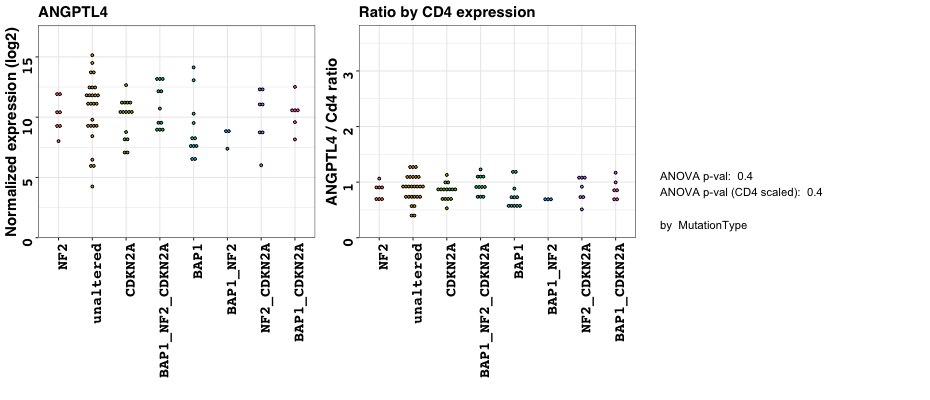 ANGPTL4
Normalized expression (log2)
15
10
5
0
NF2
unaltered
CDKN2A
BAP1_NF2_CDKN2A
BAP1
BAP1_NF2
NF2_CDKN2A
BAP1_CDKN2A
Ratio by CD4 expression
ANGPTL4 / Cd4 ratio
3
2
1
0
NF2
unaltered
CDKN2A
BAP1_NF2_CDKN2A
BAP1
BAP1_NF2
NF2_CDKN2A
BAP1_CDKN2A
ANOVA p-val: 0.4
ANOVA p-val (CD4 scaled): 0.4
by MutationType